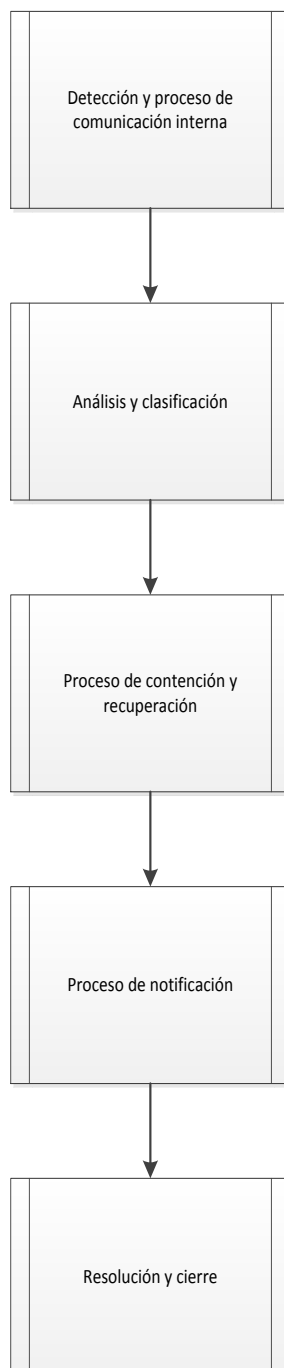 Detección y proceso de
comunicación interna
Análisis y clasificación
Proceso de contención y
recuperación
Proceso de notificación
Resolución y cierre